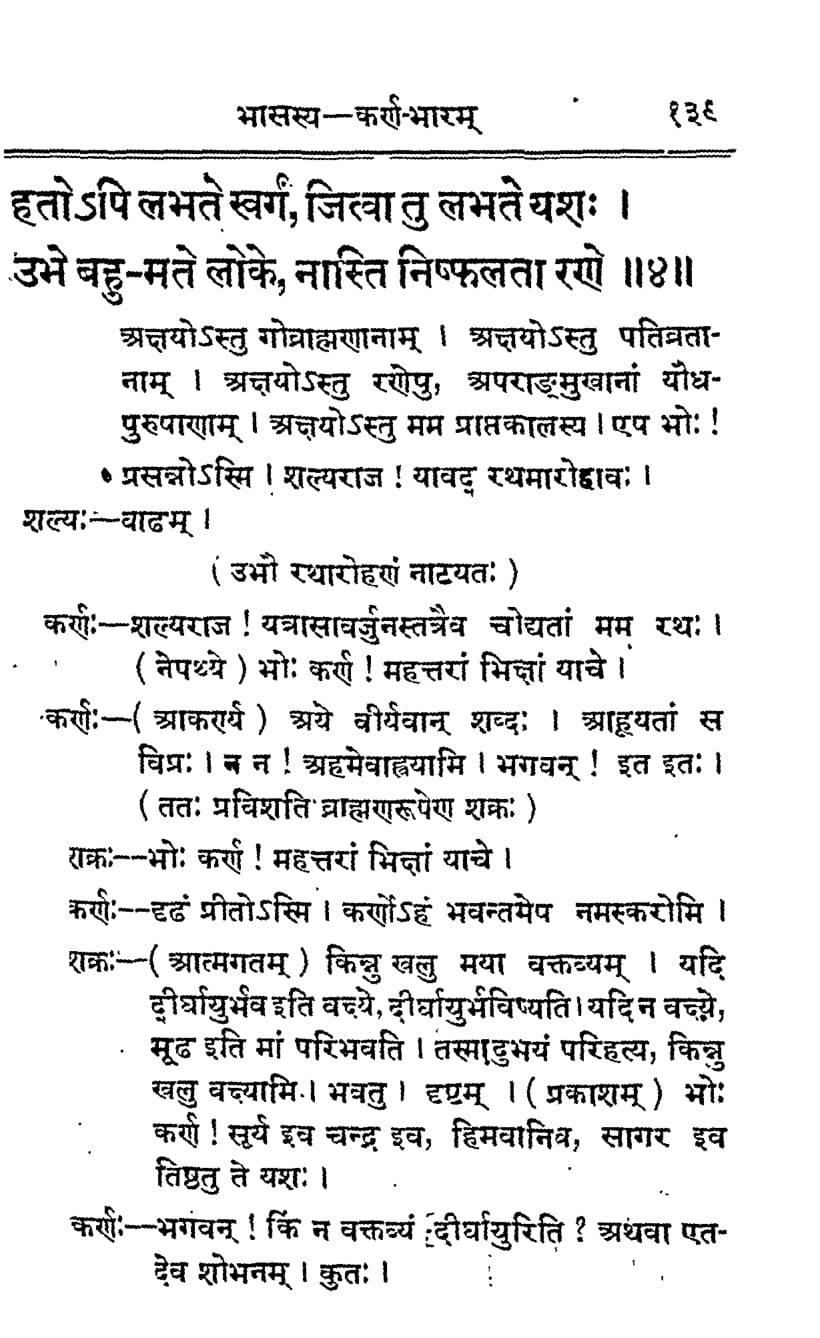 भासस्य—कर्ण-भारम् १३९
हतोऽपि लभते स्वर्गं, जित्वा तु लभते यशः ।
उभे बहु-मते लोके, नास्ति निष्फलता रणे ॥४॥
अक्षयोऽस्तु गोब्राह्मणानाम् । अक्षयोऽस्तु पतिव्रता-
नाम् । अक्षयोऽस्तु रणेषु, अपराङ्मुखानां यौध-
पुरुषाणाम् । अक्षयोऽस्तु मम प्राप्तकालस्य । एष भोः !
प्रसन्नोऽस्मि । शल्यराज ! यावद् रथमारोहावः ।
शल्यः—वाढम् ।
( उभौ रथारोहणं नाटयतः )
कर्णः—शल्यराज ! यत्रासावर्जुनस्तत्रैव चोद्यतां मम रथः ।
( नेपथ्ये ) भोः कर्ण ! महत्तरां भिक्षां याचे ।
कर्णः—( आकर्ण्य ) अये वीर्यवान् शब्दः । आहूयतां स
विप्रः । न न ! अहमेवाह्वयामि । भगवन् ! इत इतः ।
( ततः प्रविशति ब्राह्मणरूपेण शक्रः )
शक्रः—भोः कर्ण ! महत्तरां भिक्षां याचे ।
कर्णः—दृढं प्रीतोऽस्मि । कर्णोऽहं भवन्तमेष नमस्करोमि ।
शक्रः—( आत्मगतम् ) किन्नु खलु मया वक्तव्यम् । यदि
दीर्घायुर्भव इति वक्ष्ये, दीर्घायुर्भविष्यति । यदि न वक्ष्ये,
मूढ इति मां परिभवति । तस्मादुभयं परिहृत्य, किन्नु
खलु वक्ष्यामि । भवतु । दृष्टम् । ( प्रकाशम् ) भोः
कर्ण ! सूर्य इव चन्द्र इव, हिमवानिव, सागर इव
तिष्ठतु ते यशः ।
कर्णः—भगवन् ! किं न वक्तव्यं दीर्घायुरिति ? अथवा एत-
देव शोभनम् । कुतः ।